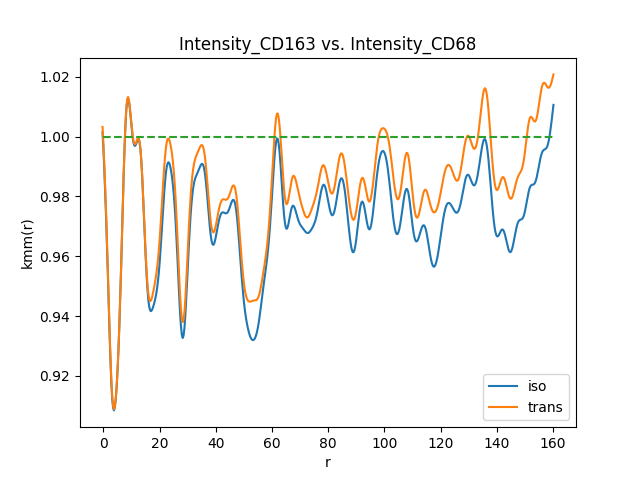 Intensity_CD163 vs. Intensity_CD68
kmm(r)
1.02
1.00
0.98
0.96
0.94
0.92
0 20 40 60 80 100 120 140 160
r
iso
trans